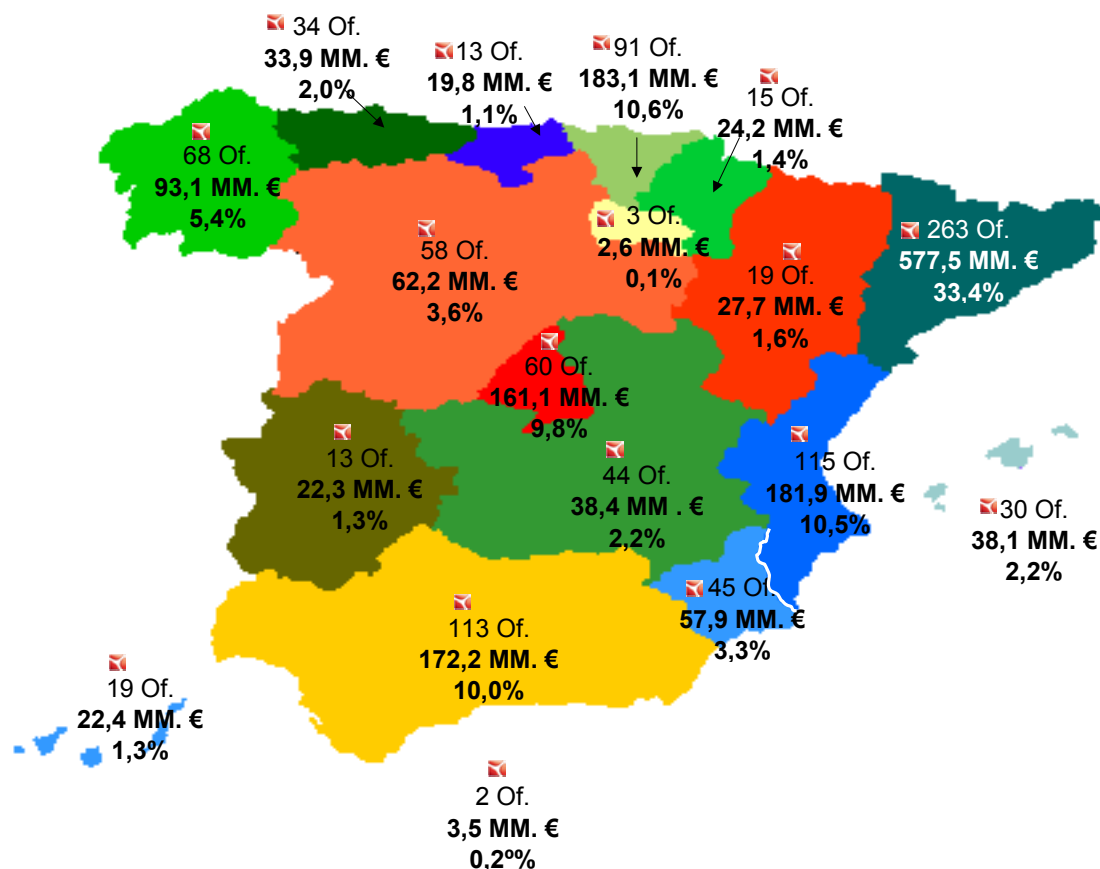 34 Of.
33,9 MM. €
2,0%
13 Of.
19,8 MM. €
1,1%
91 Of.
183,1 MM. €
10,6%
15 Of.
24,2 MM. €
1,4%
68 Of.
93,1 MM. €
5,4%
58 Of.
62,2 MM. €
3,6%
3 Of.
2,6 MM. €
0,1%
19 Of.
27,7 MM. €
1,6%
263 Of.
577,5 MM. €
33,4%
60 Of.
161,1 MM. €
9,8%
13 Of.
22,3 MM. €
1,3%
44 Of.
38,4 MM . €
2,2%
115 Of.
181,9 MM. €
10,5%
30 Of.
38,1 MM. €
2,2%
45 Of.
57,9 MM. €
3,3%
113 Of.
172,2 MM. €
10,0%
19 Of.
22,4 MM. €
1,3%
2 Of.
3,5 MM. €
0,2º%